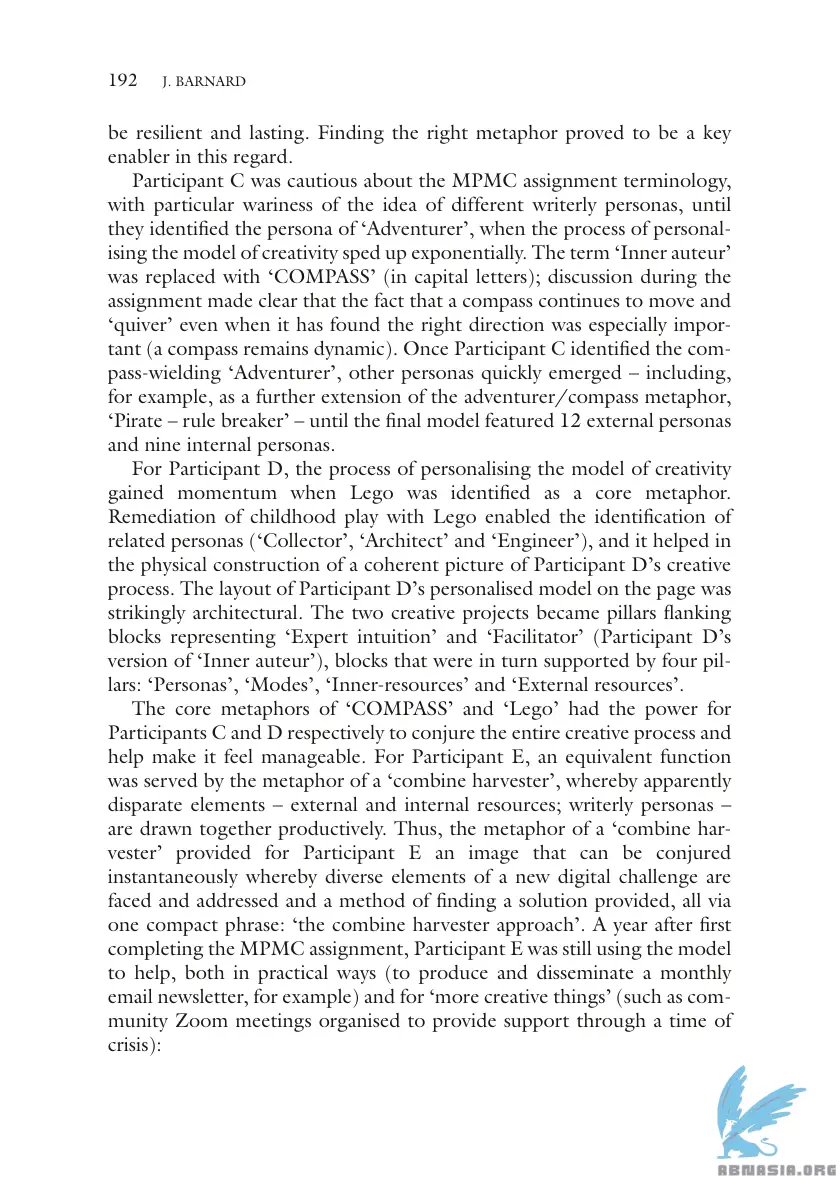 192 J. BARNARD
be resilient and lasting. Finding the right metaphor proved to be a key
enabler in this regard.
Participant C was cautious about the MPMC assignment terminology,
with particular wariness of the idea of different writerly personas, until
they identified the persona of ‘Adventurer’, when the process of personal-
ising the model of creativity sped up exponentially. The term ‘Inner auteur’
was replaced with ‘COMPASS’ (in capital letters); discussion during the
assignment made clear that the fact that a compass continues to move and
‘quiver’ even when it has found the right direction was especially impor-
tant (a compass remains dynamic). Once Participant C identified the com-
pass-wielding ‘Adventurer’, other personas quickly emerged – including,
for example, as a further extension of the adventurer/compass metaphor,
‘Pirate – rule breaker’ – until the final model featured 12 external personas
and nine internal personas.
For Participant D, the process of personalising the model of creativity
gained momentum when Lego was identified as a core metaphor.
Remediation of childhood play with Lego enabled the identification of
related personas (‘Collector’, ‘Architect’ and ‘Engineer’), and it helped in
the physical construction of a coherent picture of Participant D’s creative
process. The layout of Participant D’s personalised model on the page was
strikingly architectural. The two creative projects became pillars flanking
blocks representing ‘Expert intuition’ and ‘Facilitator’ (Participant D’s
version of ‘Inner auteur’), blocks that were in turn supported by four pil-
lars: ‘Personas’, ‘Modes’, ‘Inner-resources’ and ‘External resources’.
The core metaphors of ‘COMPASS’ and ‘Lego’ had the power for
Participants C and D respectively to conjure the entire creative process and
help make it feel manageable. For Participant E, an equivalent function
was served by the metaphor of a ‘combine harvester’, whereby apparently
disparate elements – external and internal resources; writerly personas –
are drawn together productively. Thus, the metaphor of a ‘combine har-
vester’ provided for Participant E an image that can be conjured
instantaneously whereby diverse elements of a new digital challenge are
faced and addressed and a method of finding a solution provided, all via
one compact phrase: ‘the combine harvester approach’. A year after first
completing the MPMC assignment, Participant E was still using the model
to help, both in practical ways (to produce and disseminate a monthly
email newsletter, for example) and for ‘more creative things’ (such as com-
munity Zoom meetings organised to provide support through a time of
crisis):
ABNASIA.ORG